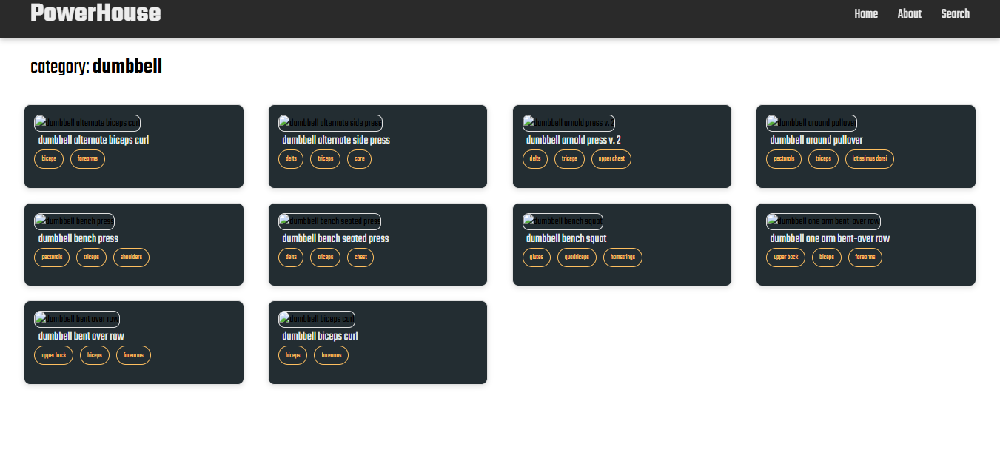 PowerHouse
Home About Search
category: dumbbell
dumbbell alternate biceps curl
dumbbell alternate side press
dumbbell arnold press v.
dumbbell around pullover
dumbbell alternate biceps curl
dumbbell alternate side press
dumbbell arnold press v. 2
dumbbell around pullover
biceps forearms
delts triceps core
delts triceps upper chest
pectorals triceps latissimus dorsi
dumbbell bench press
dumbbell bench seated press
dumbbell bench squat
dumbbell one arm bent-over row
dumbbell bench press
dumbbell bench seated press
dumbbell bench squat
dumbbell one arm bent-over row
pectorals triceps shoulders
delts triceps chest
glutes quadriceps hamstrings
upper back biceps forearms
dumbbell bent over row
dumbbell biceps curl
dumbbell bent over row
dumbbell biceps curl
upper back biceps forearms
biceps forearms